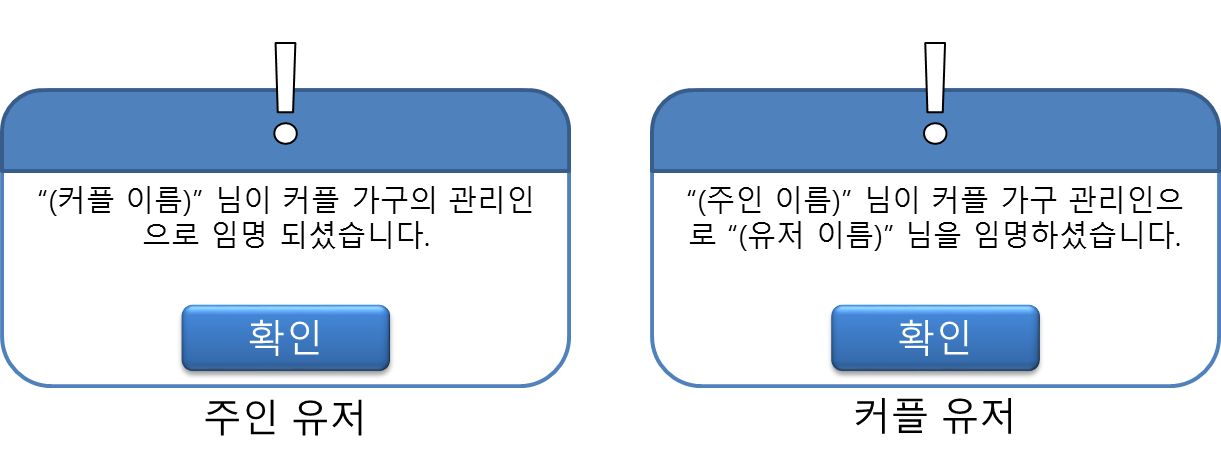 !
“(커플 이름)” 님이 커플 가구의 관리인
으로 임명 되셨습니다.
확인
주인 유저
!
“(주인 이름)” 님이 커플 가구 관리인으
로 “(유저 이름)” 님을 임명하셨습니다.
확인
커플 유저